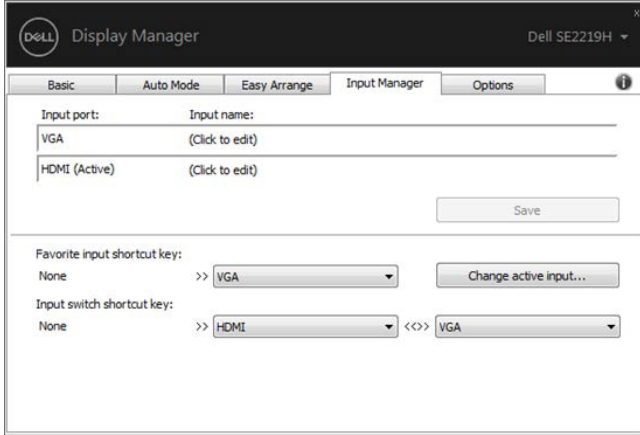 x
DELL Display Manager Dell SE2219H
Basic Auto Mode Easy Arrange Input Manager Options i
Input port: Input name:
VGA (Click to edit)
HDMI (Active) (Click to edit)
Save
Favorite input shortcut key:
None >> VGA Change active input...
Input switch shortcut key:
None >> HDMI <<>> VGA